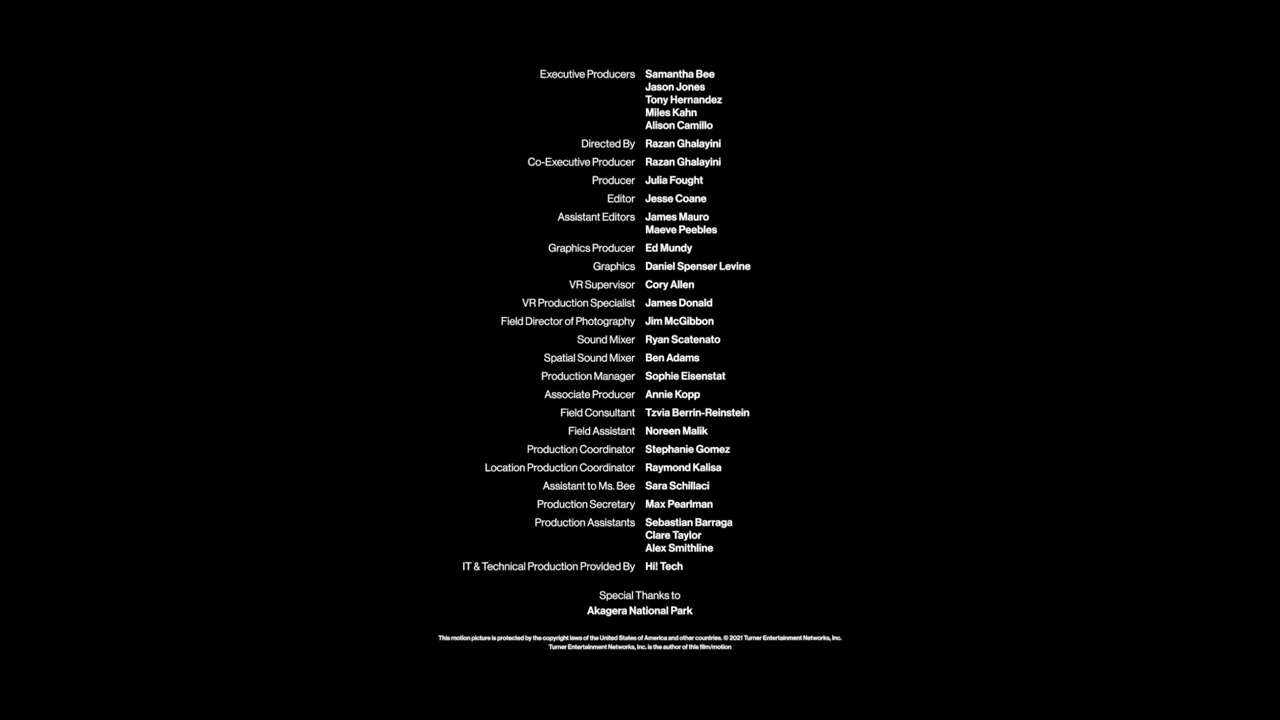 Executive Producers Samantha Bee
Jason Jones
Tony Hernandez
Miles Kahn
Alison Camillo
Directed By Razan Ghalayini
Co-Executive Producer Razan Ghalayini
Producer Julia Fought
Editor Jesse Coane
Assistant Editors James Mauro
Maeve Peebles
Graphics Producer Ed Mundy
Graphics Daniel Spenser Levine
VR Supervisor Cory Allen
VR Production Specialist James Donald
Field Director of Photography Jim McGibbon
Sound Mixer Ryan Scatenato
Spatial Sound Mixer Ben Adams
Production Manager Sophie Eisenstat
Associate Producer Annie Kopp
Field Consultant Tzvia Berrin-Reinstein
Field Assistant Noreen Malik
Production Coordinator Stephanie Gomez
Location Production Coordinator Raymond Kalisa
Assistant to Ms. Bee Sara Schillaci
Production Secretary Max Pearlman
Production Assistants Sebastian Barraga
Clare Taylor
Alex Smithline
IT & Technical Production Provided By Hi! Tech
Special Thanks to
Akagera National Park
This motion picture is protected by the copyright laws of the United States of America and other countries. © 2021 Turner Entertainment Networks, Inc.
Turner Entertainment Networks, Inc. is the author of this film/motion